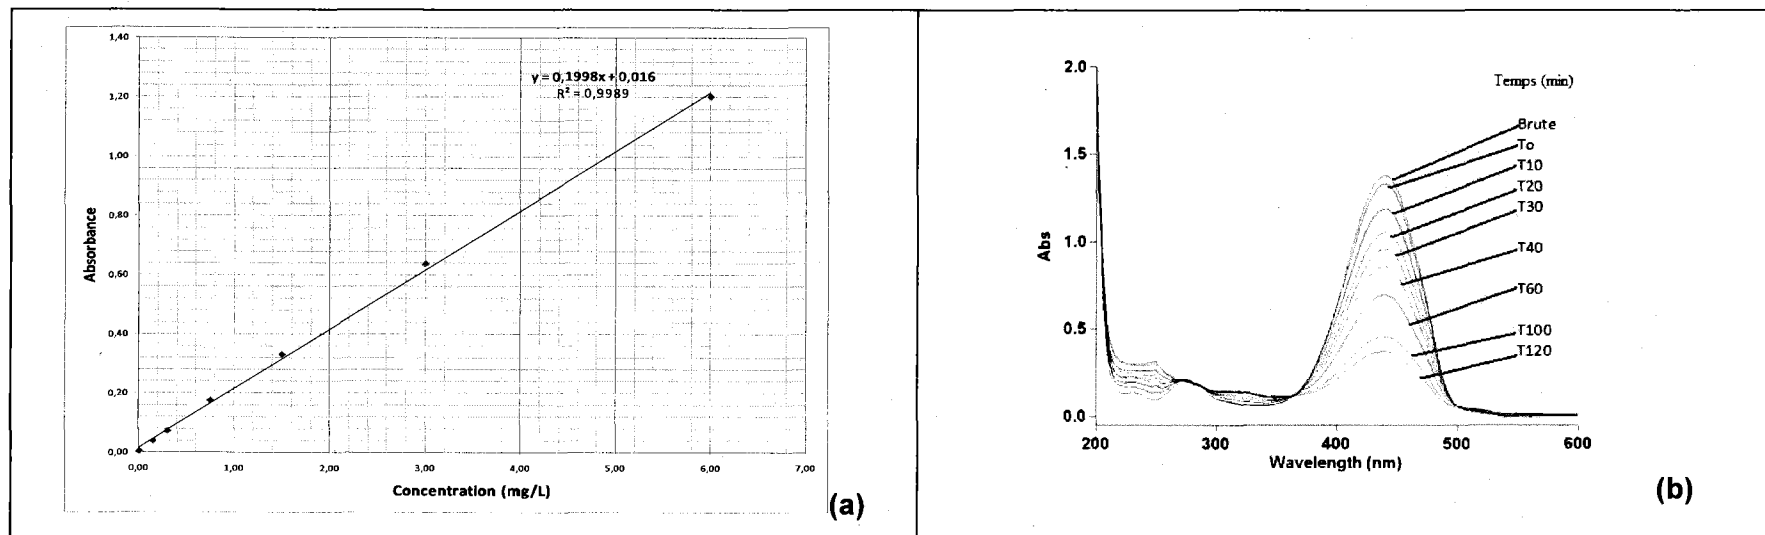 1,40
1,20
1,00
0,80
0,60
0,40
0,20
0,00
Absorbance
y = 0,1998x + 0,016
R² = 0,9989
0,00 1,00 2,00 3,00 4,00 5,00 6,00 7,00
Concentration (mg/L)
(a)
2.0
1.5
1.0
0.5
0.0
Abs
Temps (min)
Brute
To
T10
T20
T30
T40
T60
T100
T120
200 300 400 500 600
Wavelength (nm)
(b)